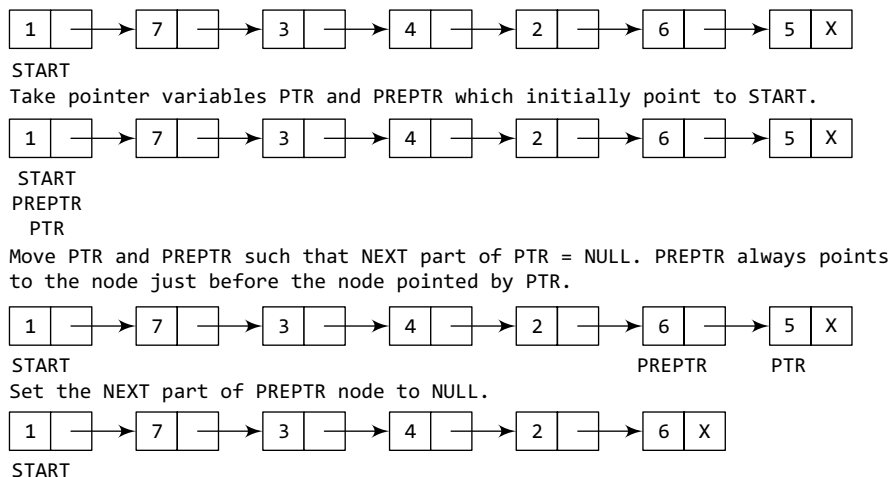 1 7 3 4 2 6 5 X
START
Take pointer variables PTR and PREPTR which initially point to START.
1 7 3 4 2 6 5 X
START
PREPTR
PTR
Move PTR and PREPTR such that NEXT part of PTR = NULL. PREPTR always points
to the node just before the node pointed by PTR.
1 7 3 4 2 6 5 X
START PREPTR PTR
Set the NEXT part of PREPTR node to NULL.
1 7 3 4 2 6 X
START